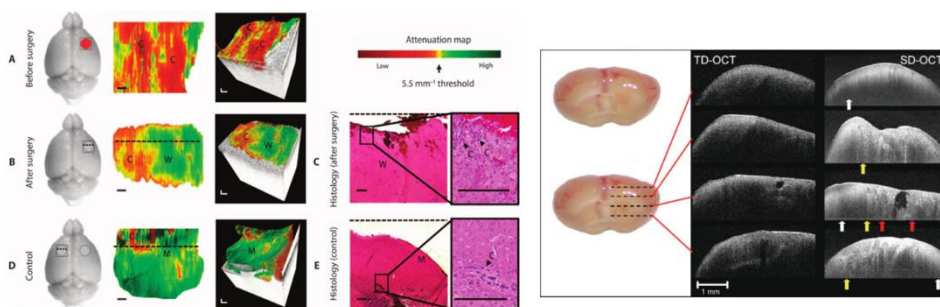 Attenuation map
Low
High
5.5 mm⁻¹ threshold
A
Before surgery
C
C
C
C
B
After surgery
C
W
C
W
C
Histology (after surgery)
W
C
C
D
Control
M
M
E
Histology (control)
M
TD-OCT
SD-OCT
1 mm